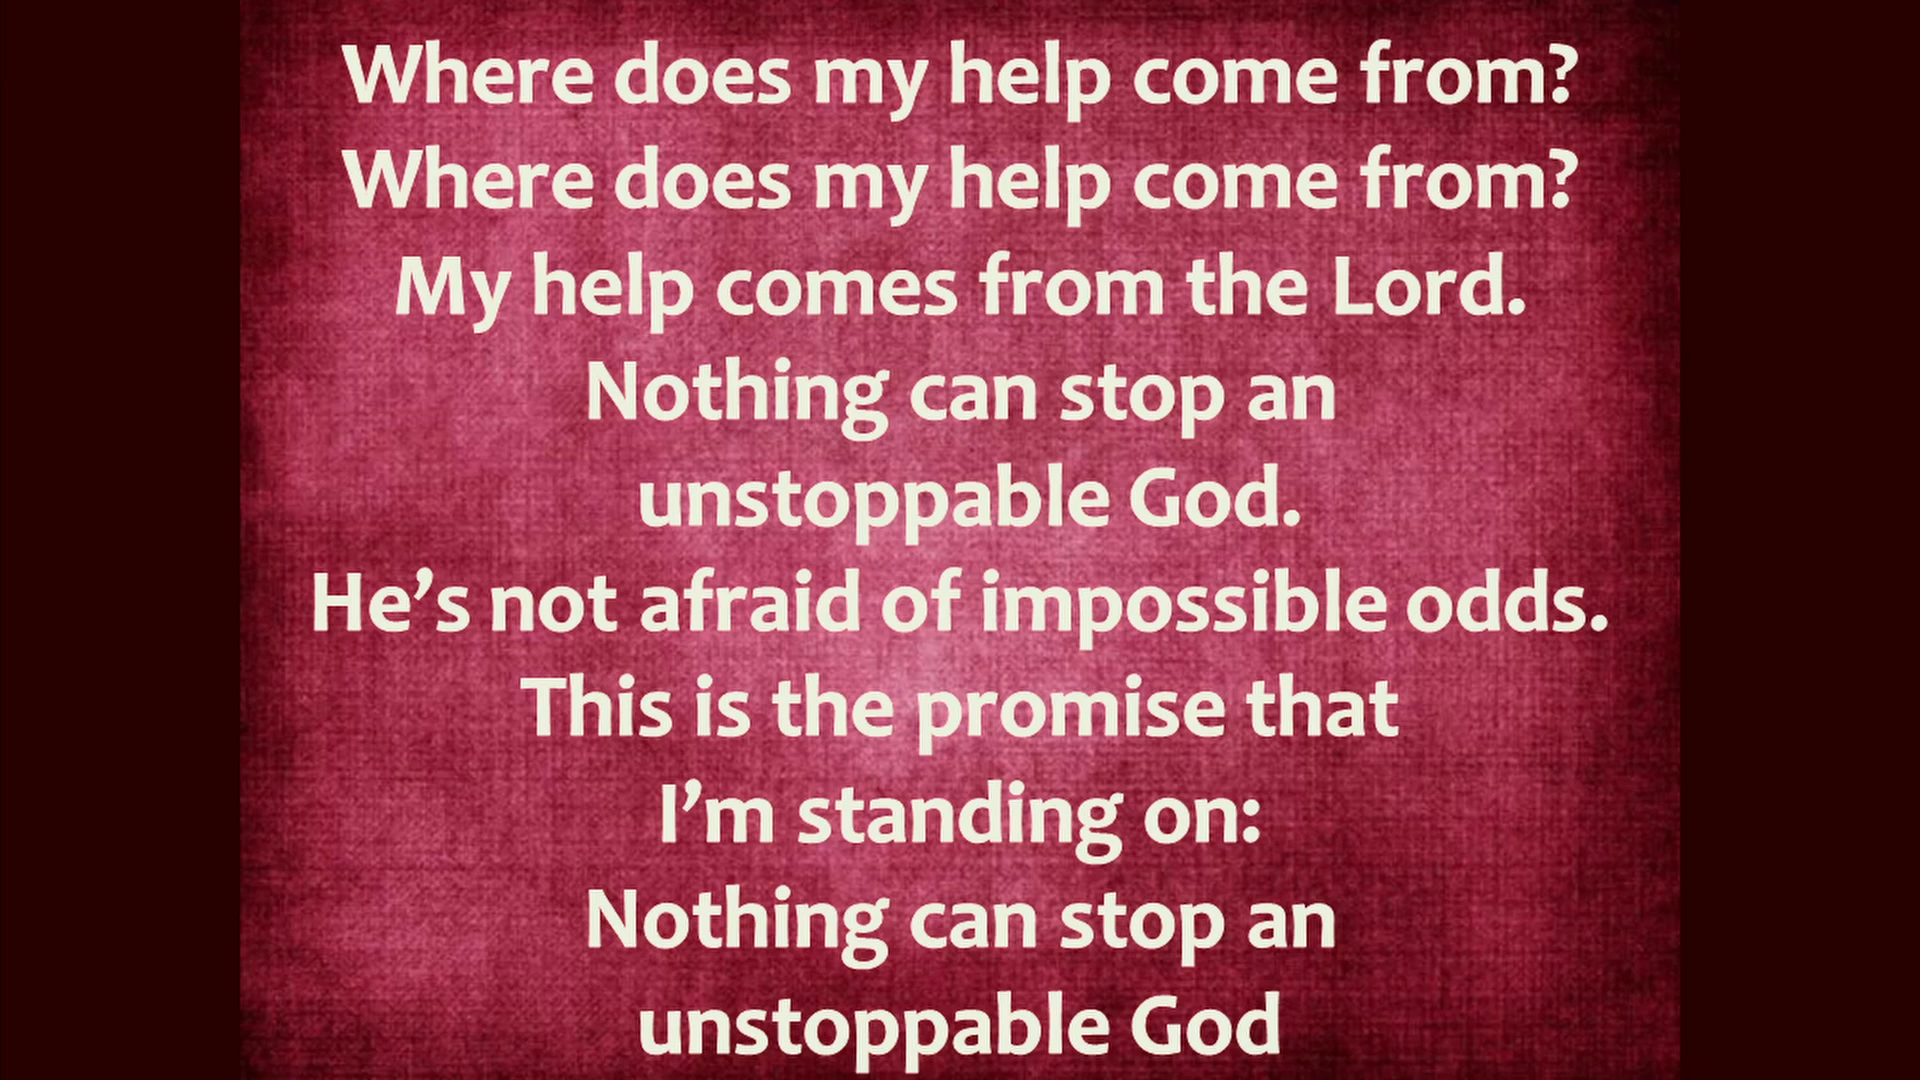 Where does my help come from?
Where does my help come from?
My help comes from the Lord.
Nothing can stop an
unstoppable God.
He’s not afraid of impossible odds.
This is the promise that
I’m standing on:
Nothing can stop an
unstoppable God